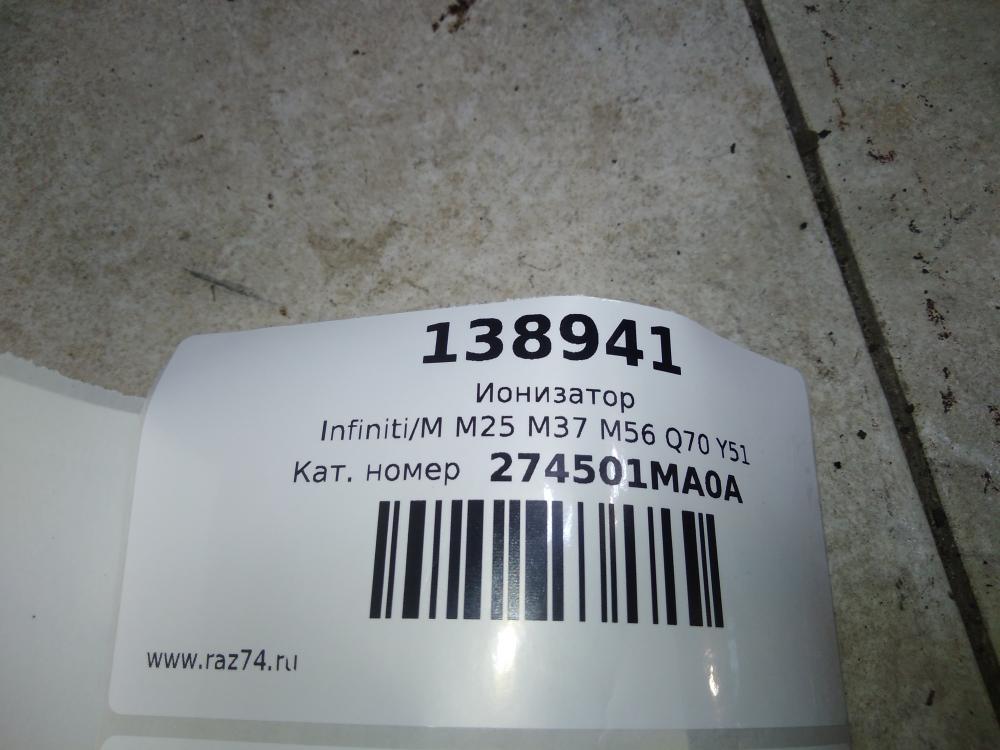 138941
Ионизатор
Infiniti/M M25 M37 M56 Q70 Y51
Кат. номер 274501MA0A
www.raz74.ru